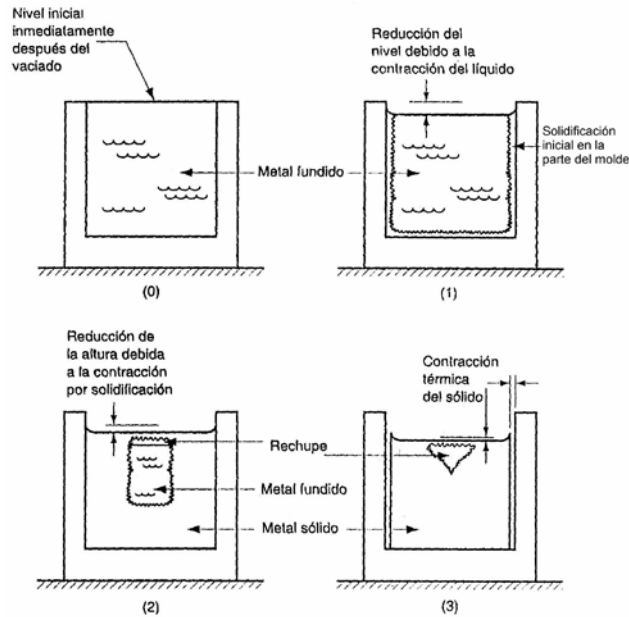 Nivel inicial
inmediatamente
después del
vaciado
Reducción del
nivel debido a la
contracción del líquido
Solidificación
inicial en la
parte del molde
Metal fundido
(0)
(1)
Reducción de
la altura debida
a la contracción
por solidificación
Contracción
térmica
del sólido
Rechupe
Metal fundido
Metal sólido
(2)
(3)